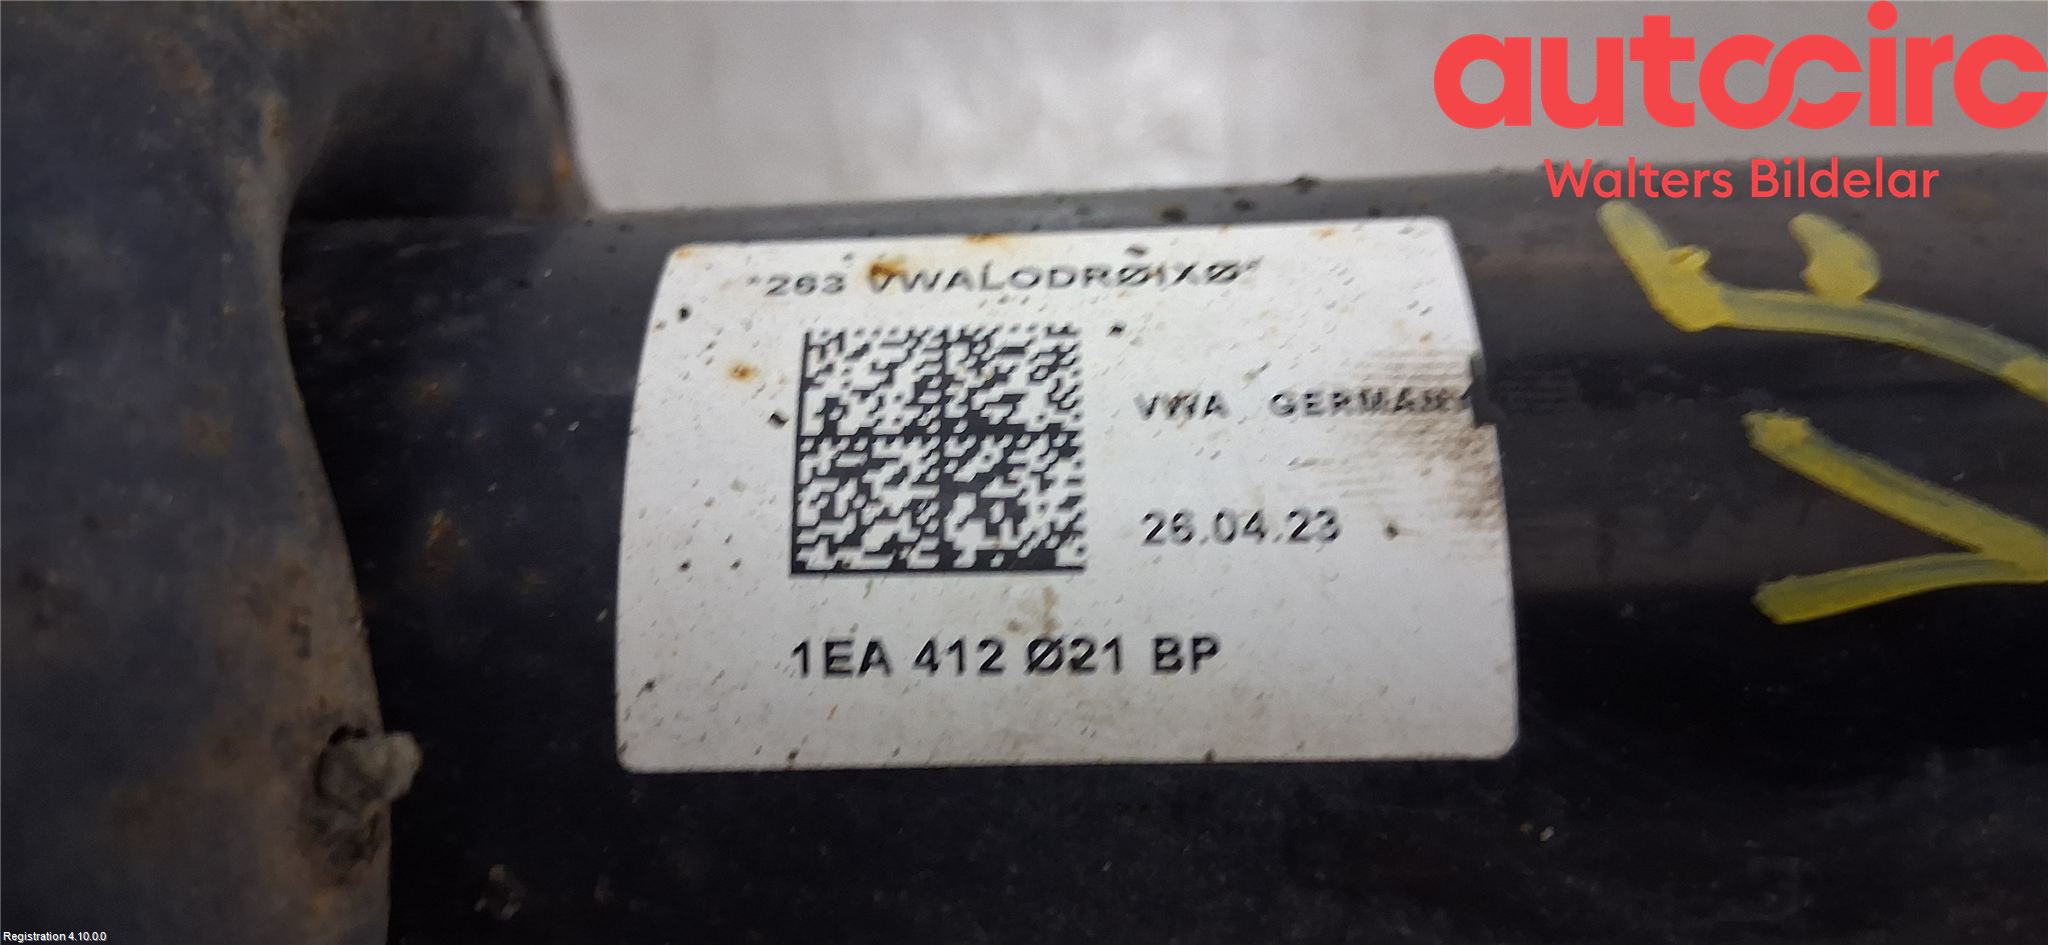 autocirc
Walters Bildelar
*263 VWALODRØIXØ*
VWA GERMANY
26.04.23
1EA 412 Ø21 BP
Registration 4.10.0.0